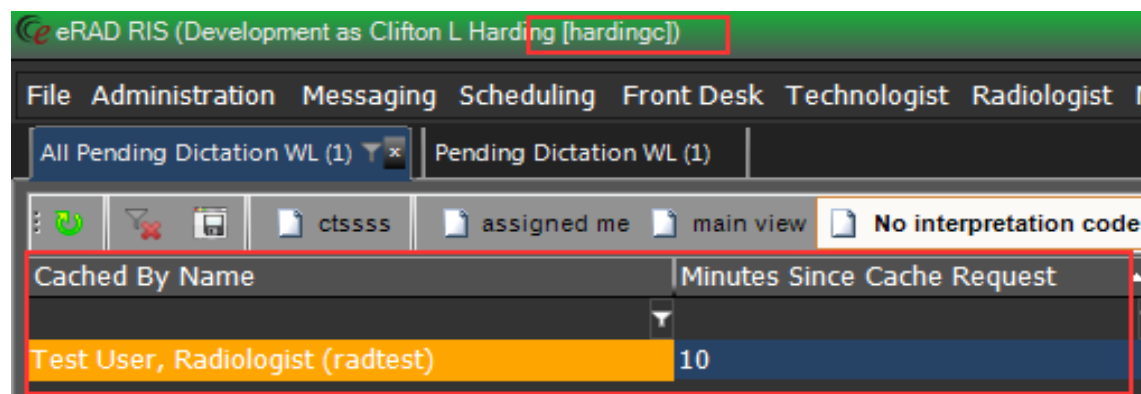 eRAD RIS (Development as Clifton L Harding [hardingc])
File Administration Messaging Scheduling Front Desk Technologist Radiologist
All Pending Dictation WL (1) Pending Dictation WL (1)
ctssss assigned me main view No interpretation code
Cached By Name Minutes Since Cache Request
Test User, Radiologist (radtest) 10